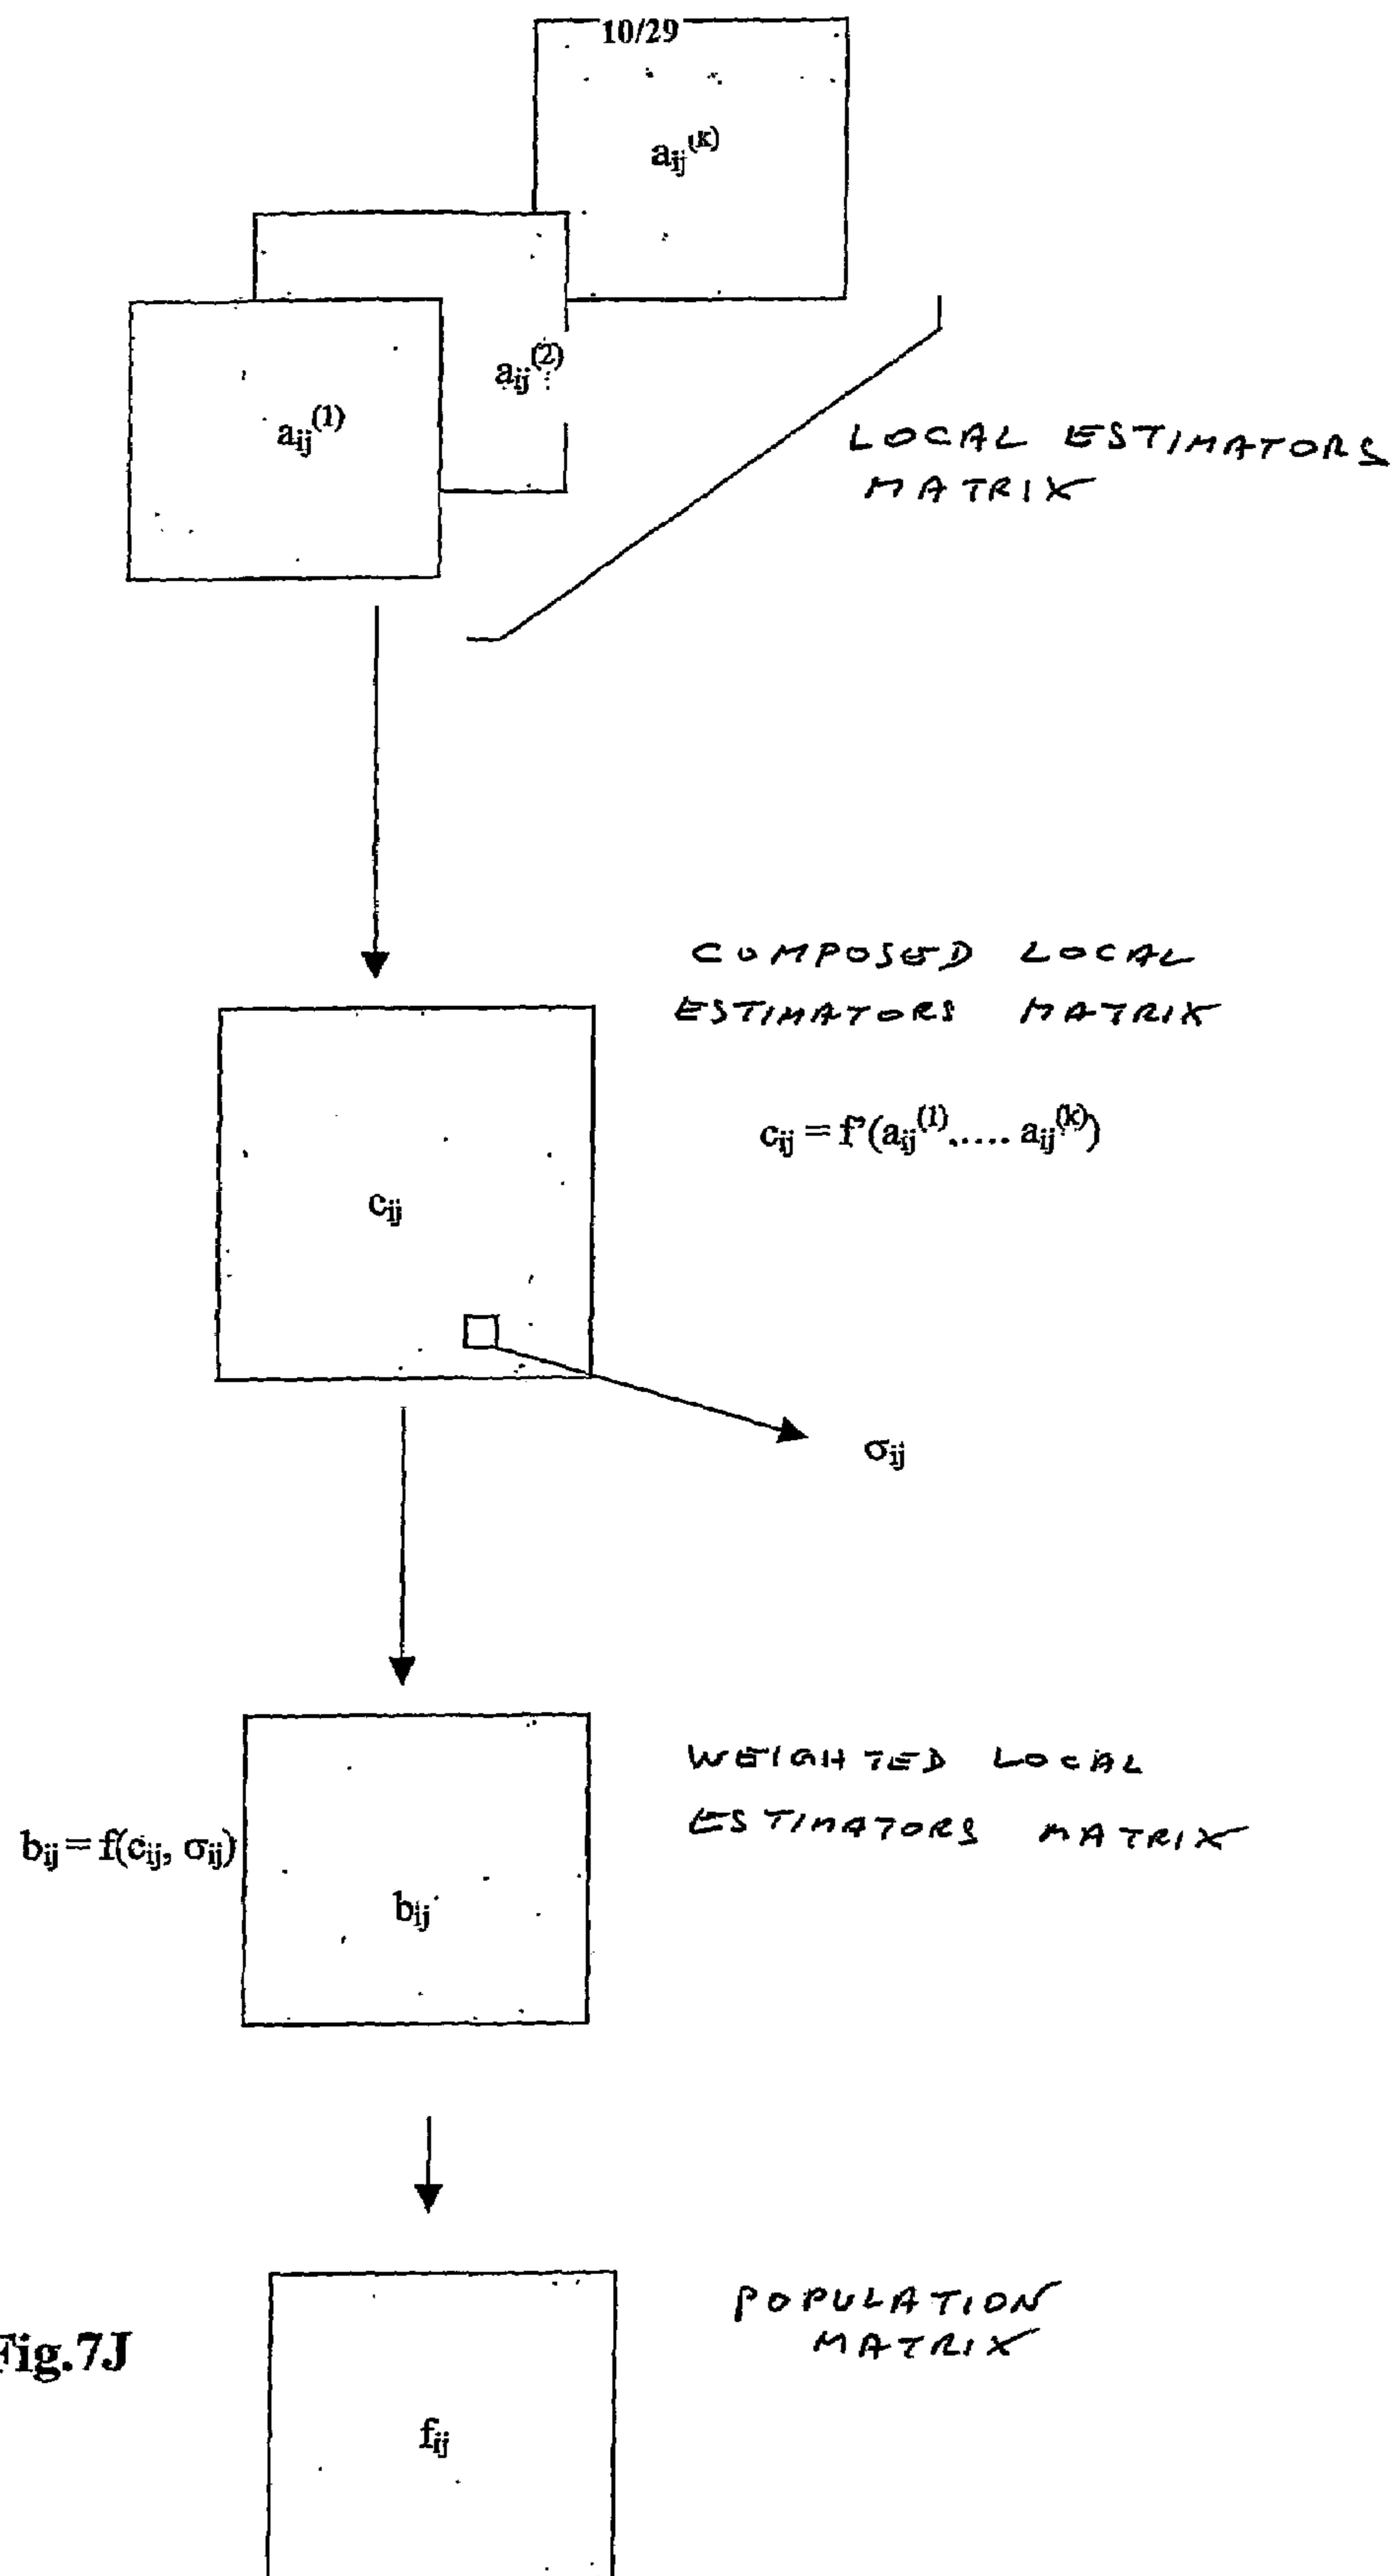 10/29
aᵢⱼ⁽ᵏ⁾
aᵢⱼ⁽²⁾
aᵢⱼ⁽¹⁾
LOCAL ESTIMATORS
MATRIX
COMPOSED LOCAL
ESTIMATORS MATRIX
cᵢⱼ = f'(aᵢⱼ⁽¹⁾,.... aᵢⱼ⁽ᵏ⁾)
cᵢⱼ
σᵢⱼ
WEIGHTED LOCAL
ESTIMATORS MATRIX
bᵢⱼ = f(cᵢⱼ, σᵢⱼ)
bᵢⱼ
POPULATION
MATRIX
Fig.7J
fᵢⱼ